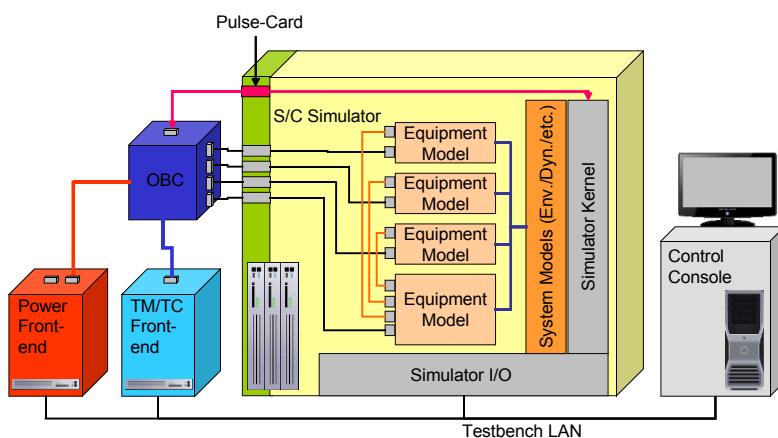 Pulse-Card
S/C Simulator
Equipment
Model
OBC
Equipment
Model
Equipment
Model
Equipment
Model
System Models (Env./Dyn./etc.)
Simulator Kernel
Control
Console
Power
Front-
end
TM/TC
Front-
end
Simulator I/O
Testbench LAN